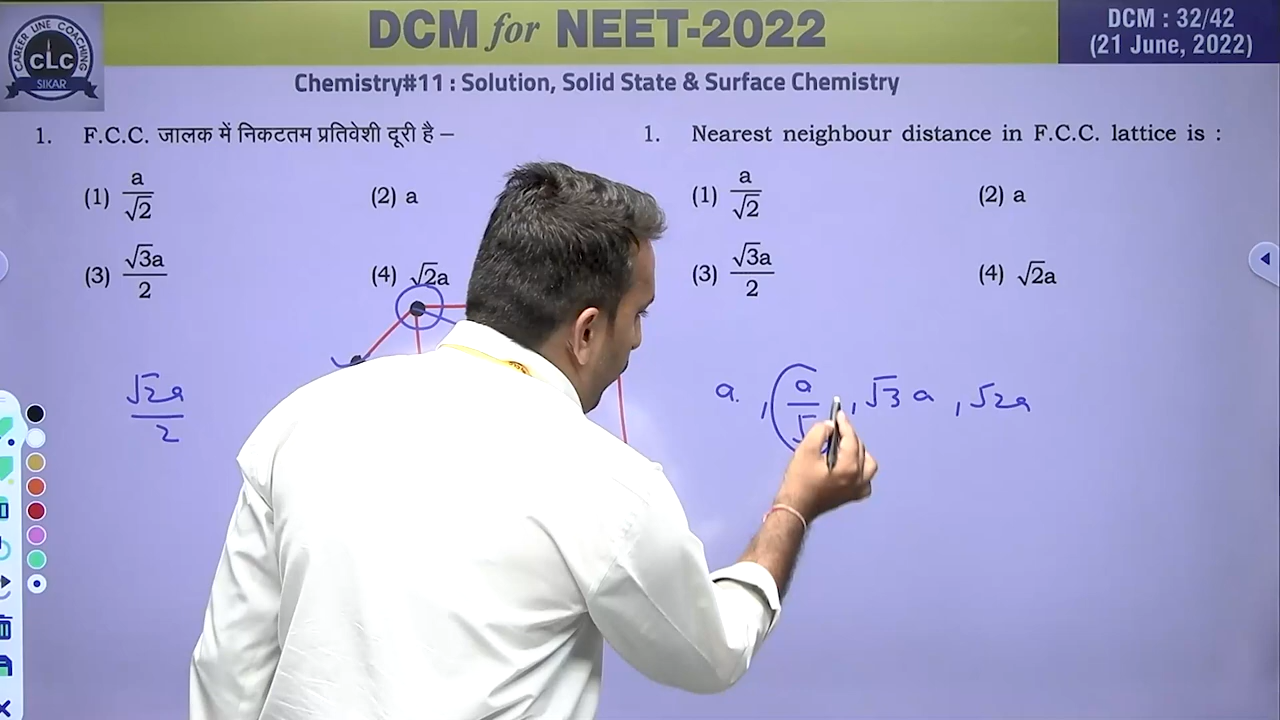 CAREER LINE COACHING
CLC
SIKAR
DCM for NEET-2022
DCM : 32/42
(21 June, 2022)
Chemistry#11 : Solution, Solid State & Surface Chemistry
1. F.C.C. जालक में निकटतम प्रतिवेशी दूरी है –
(1) a/√2 (2) a
(3) √3a/2 (4) √2a
1. Nearest neighbour distance in F.C.C. lattice is :
(1) a/√2 (2) a
(3) √3a/2 (4) √2a
√2a/2
a. , , √3 a , √2a